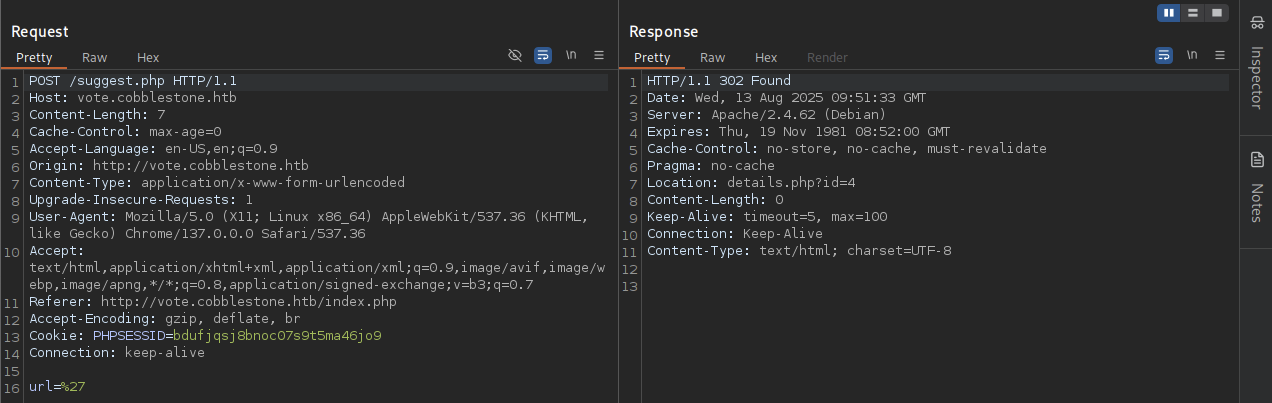 Request
Pretty Raw Hex \n
1 POST /suggest.php HTTP/1.1
2 Host: vote.cobblestone.htb
3 Content-Length: 7
4 Cache-Control: max-age=0
5 Accept-Language: en-US,en;q=0.9
6 Origin: http://vote.cobblestone.htb
7 Content-Type: application/x-www-form-urlencoded
8 Upgrade-Insecure-Requests: 1
9 User-Agent: Mozilla/5.0 (X11; Linux x86_64) AppleWebKit/537.36 (KHTML,
like Gecko) Chrome/137.0.0.0 Safari/537.36
10 Accept:
text/html,application/xhtml+xml,application/xml;q=0.9,image/avif,image/w
ebp,image/apng,*/*;q=0.8,application/signed-exchange;v=b3;q=0.7
11 Referer: http://vote.cobblestone.htb/index.php
12 Accept-Encoding: gzip, deflate, br
13 Cookie: PHPSESSID=bdufjqsj8bnoc07s9t5ma46jo9
14 Connection: keep-alive
15
16 url=%27
Response
Pretty Raw Hex Render \n
1 HTTP/1.1 302 Found
2 Date: Wed, 13 Aug 2025 09:51:33 GMT
3 Server: Apache/2.4.62 (Debian)
4 Expires: Thu, 19 Nov 1981 08:52:00 GMT
5 Cache-Control: no-store, no-cache, must-revalidate
6 Pragma: no-cache
7 Location: details.php?id=4
8 Content-Length: 0
9 Keep-Alive: timeout=5, max=100
10 Connection: Keep-Alive
11 Content-Type: text/html; charset=UTF-8
12
13
Inspector
Notes